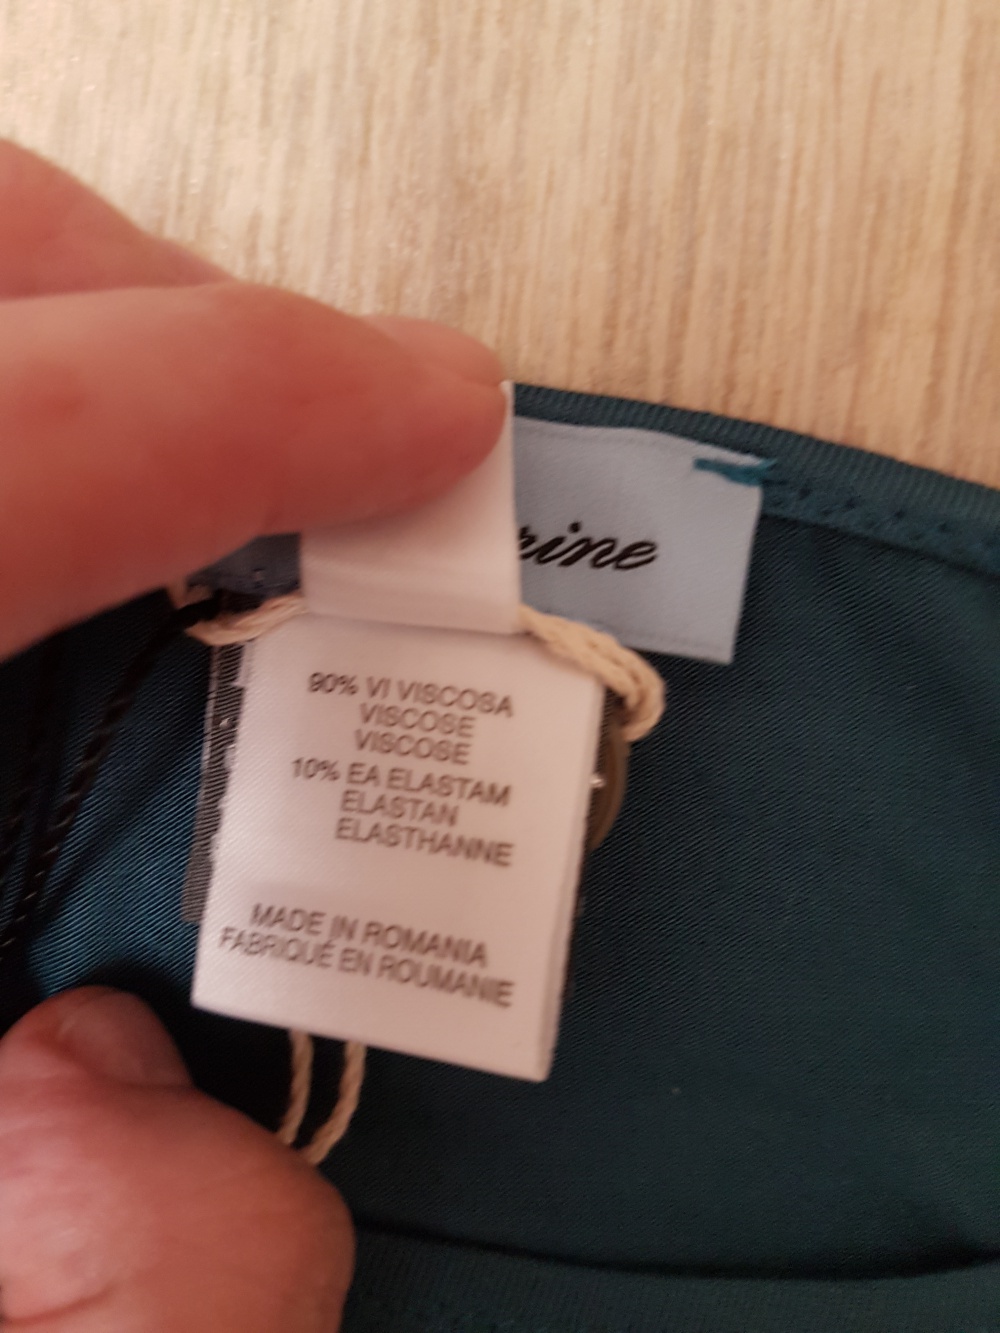 rine
90% VI VISCOSA
VISCOSE
VISCOSE
10% EA ELASTAM
ELASTAN
ELASTHANNE
MADE IN ROMANIA
FABRIQUÉ EN ROUMANIE